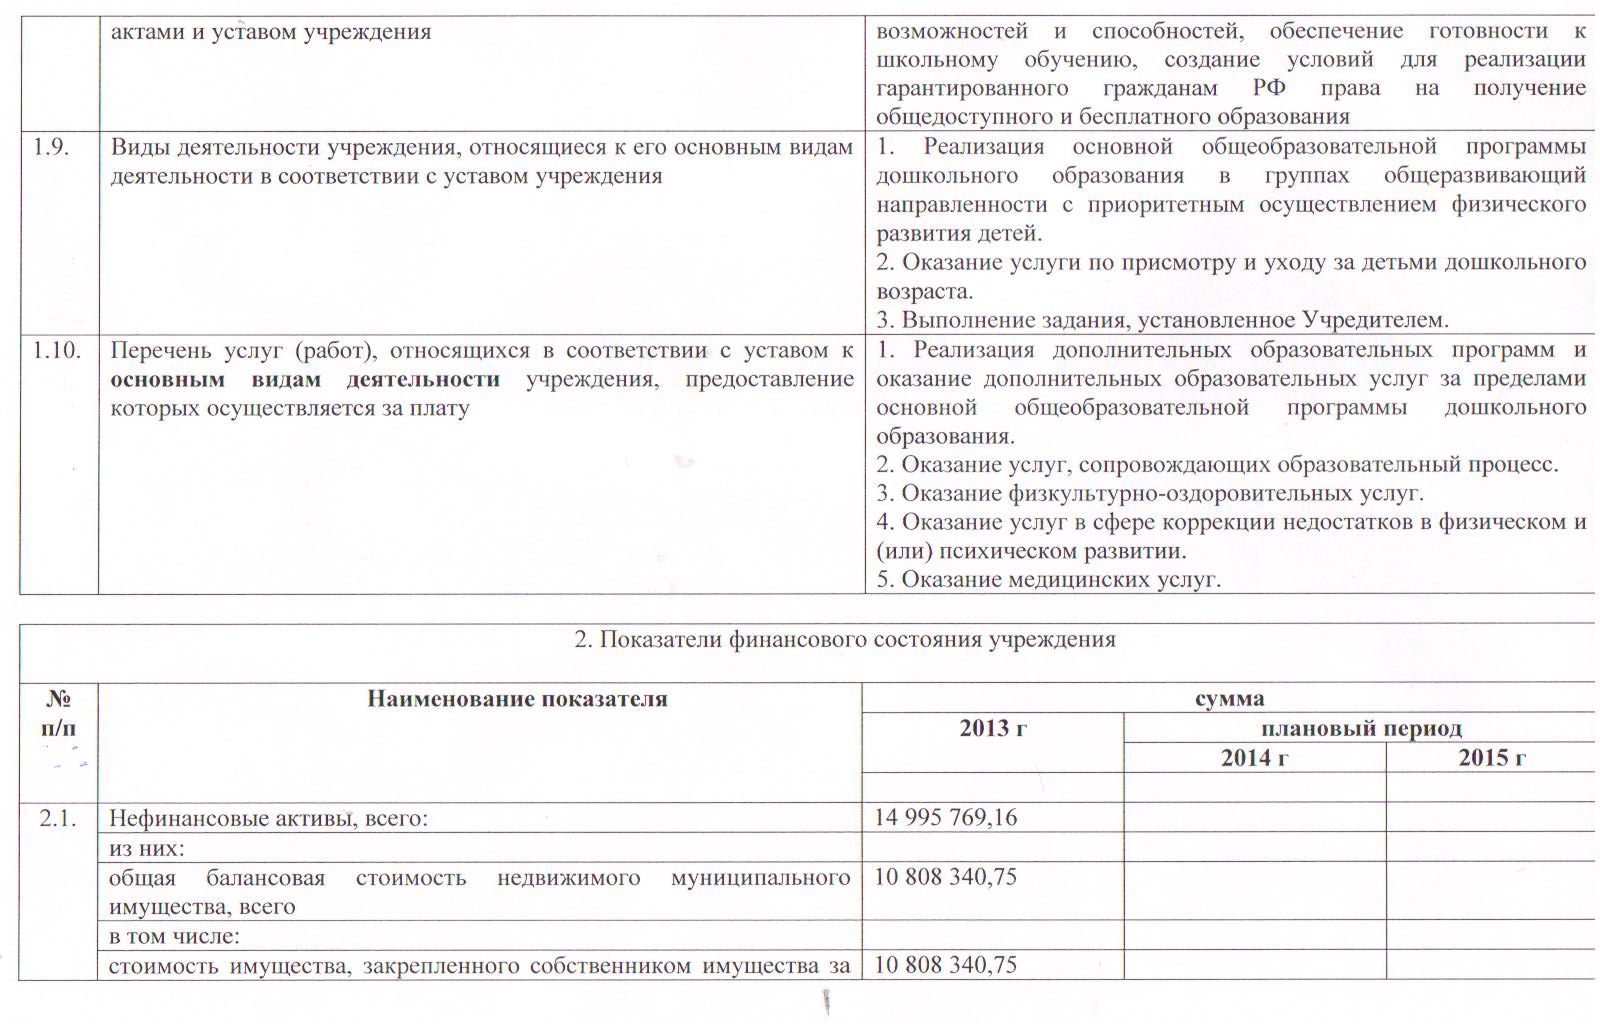 актами и уставом учреждения
возможностей и способностей, обеспечение готовности к
школьному обучению, создание условий для реализации
гарантированного гражданам РФ права на получение
общедоступного и бесплатного образования
1.9.
Виды деятельности учреждения, относящиеся к его основным видам
деятельности в соответствии с уставом учреждения
1. Реализация основной общеобразовательной программы
дошкольного образования в группах общеразвивающий
направленности с приоритетным осуществлением физического
развития детей.
2. Оказание услуги по присмотру и уходу за детьми дошкольного
возраста.
3. Выполнение задания, установленное Учредителем.
1.10.
Перечень услуг (работ), относящихся в соответствии с уставом к
основным видам деятельности учреждения, предоставление
которых осуществляется за плату
1. Реализация дополнительных образовательных программ и
оказание дополнительных образовательных услуг за пределами
основной общеобразовательной программы дошкольного
образования.
2. Оказание услуг, сопровождающих образовательный процесс.
3. Оказание физкультурно-оздоровительных услуг.
4. Оказание услуг в сфере коррекции недостатков в физическом и
(или) психическом развитии.
5. Оказание медицинских услуг.
2. Показатели финансового состояния учреждения
№
п/п
Наименование показателя
сумма
2013 г
плановый период
2014 г
2015 г
2.1.
Нефинансовые активы, всего:
14 995 769,16
из них:
общая балансовая стоимость недвижимого муниципального
имущества, всего
10 808 340,75
в том числе:
стоимость имущества, закрепленного собственником имущества за
10 808 340,75